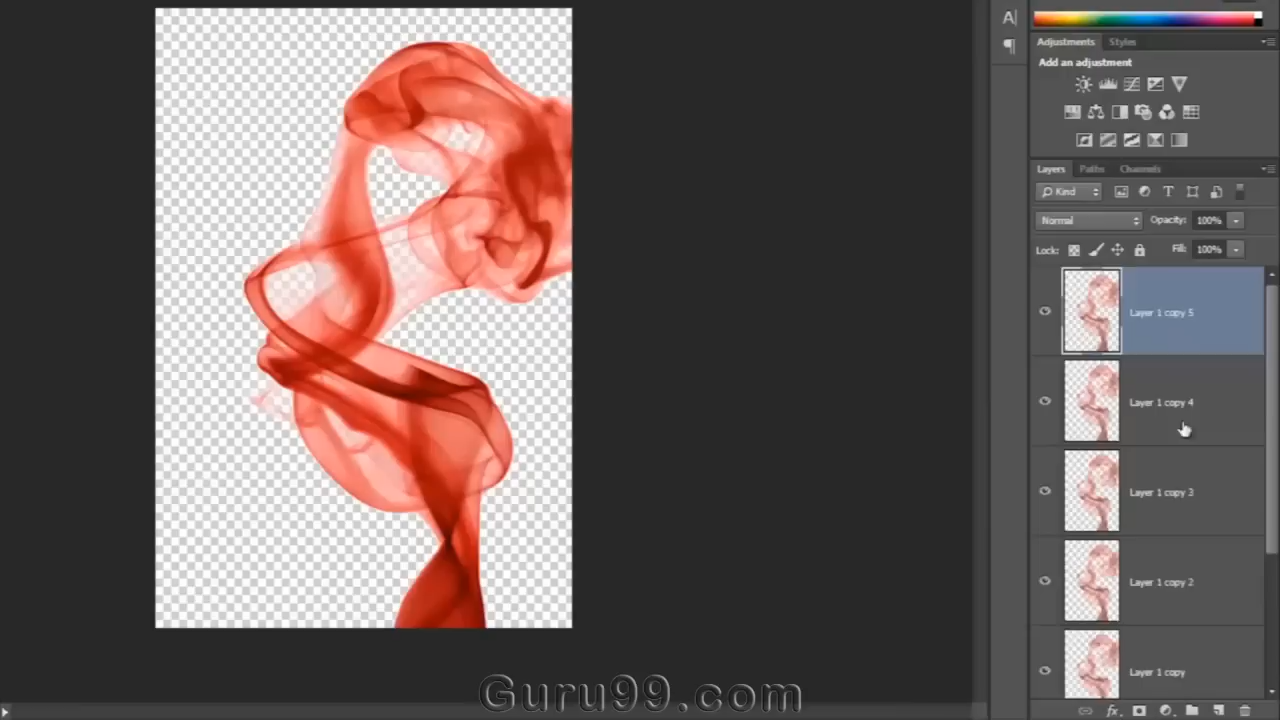 A|
¶
Adjustments Styles
Add an adjustment
Layers Paths Channels
Kind
Normal Opacity: 100%
Lock: Fill: 100%
Layer 1 copy 5
Layer 1 copy 4
Layer 1 copy 3
Layer 1 copy 2
Layer 1 copy
fx
Guru99.com